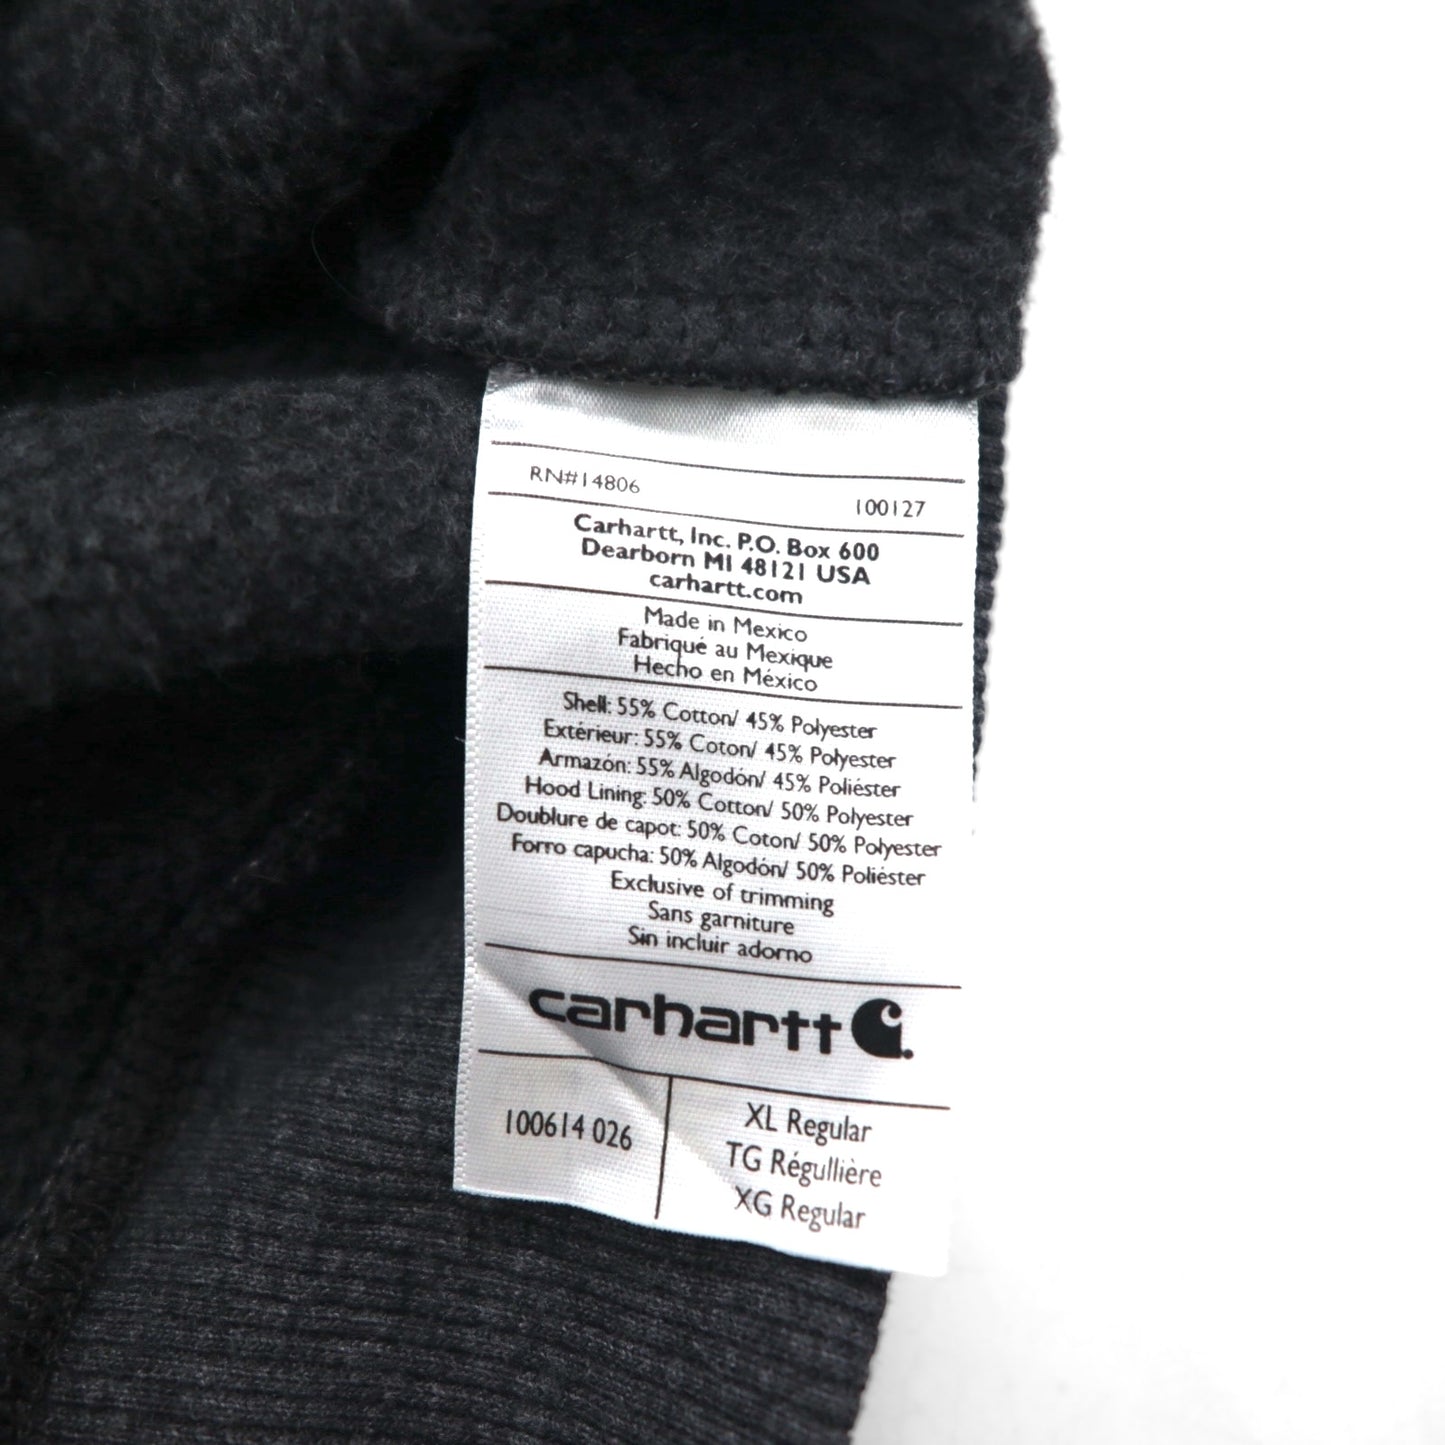 RN#14806 100127
Carhartt, Inc. P.O. Box 600
Dearborn MI 48121 USA
carhartt.com
Made in Mexico
Fabriqué au Mexique
Hecho en México
Shell: 55% Cotton/ 45% Polyester
Extérieur: 55% Coton/ 45% Polyester
Armazón: 55% Algodón/ 45% Poliéster
Hood Lining: 50% Cotton/ 50% Polyester
Doublure de capot: 50% Coton/ 50% Polyester
Forro capucha: 50% Algodón/ 50% Poliéster
Exclusive of trimming
Sans garniture
Sin incluir adorno
carhartt
100614 026
XL Regular
TG Régullière
XG Regular